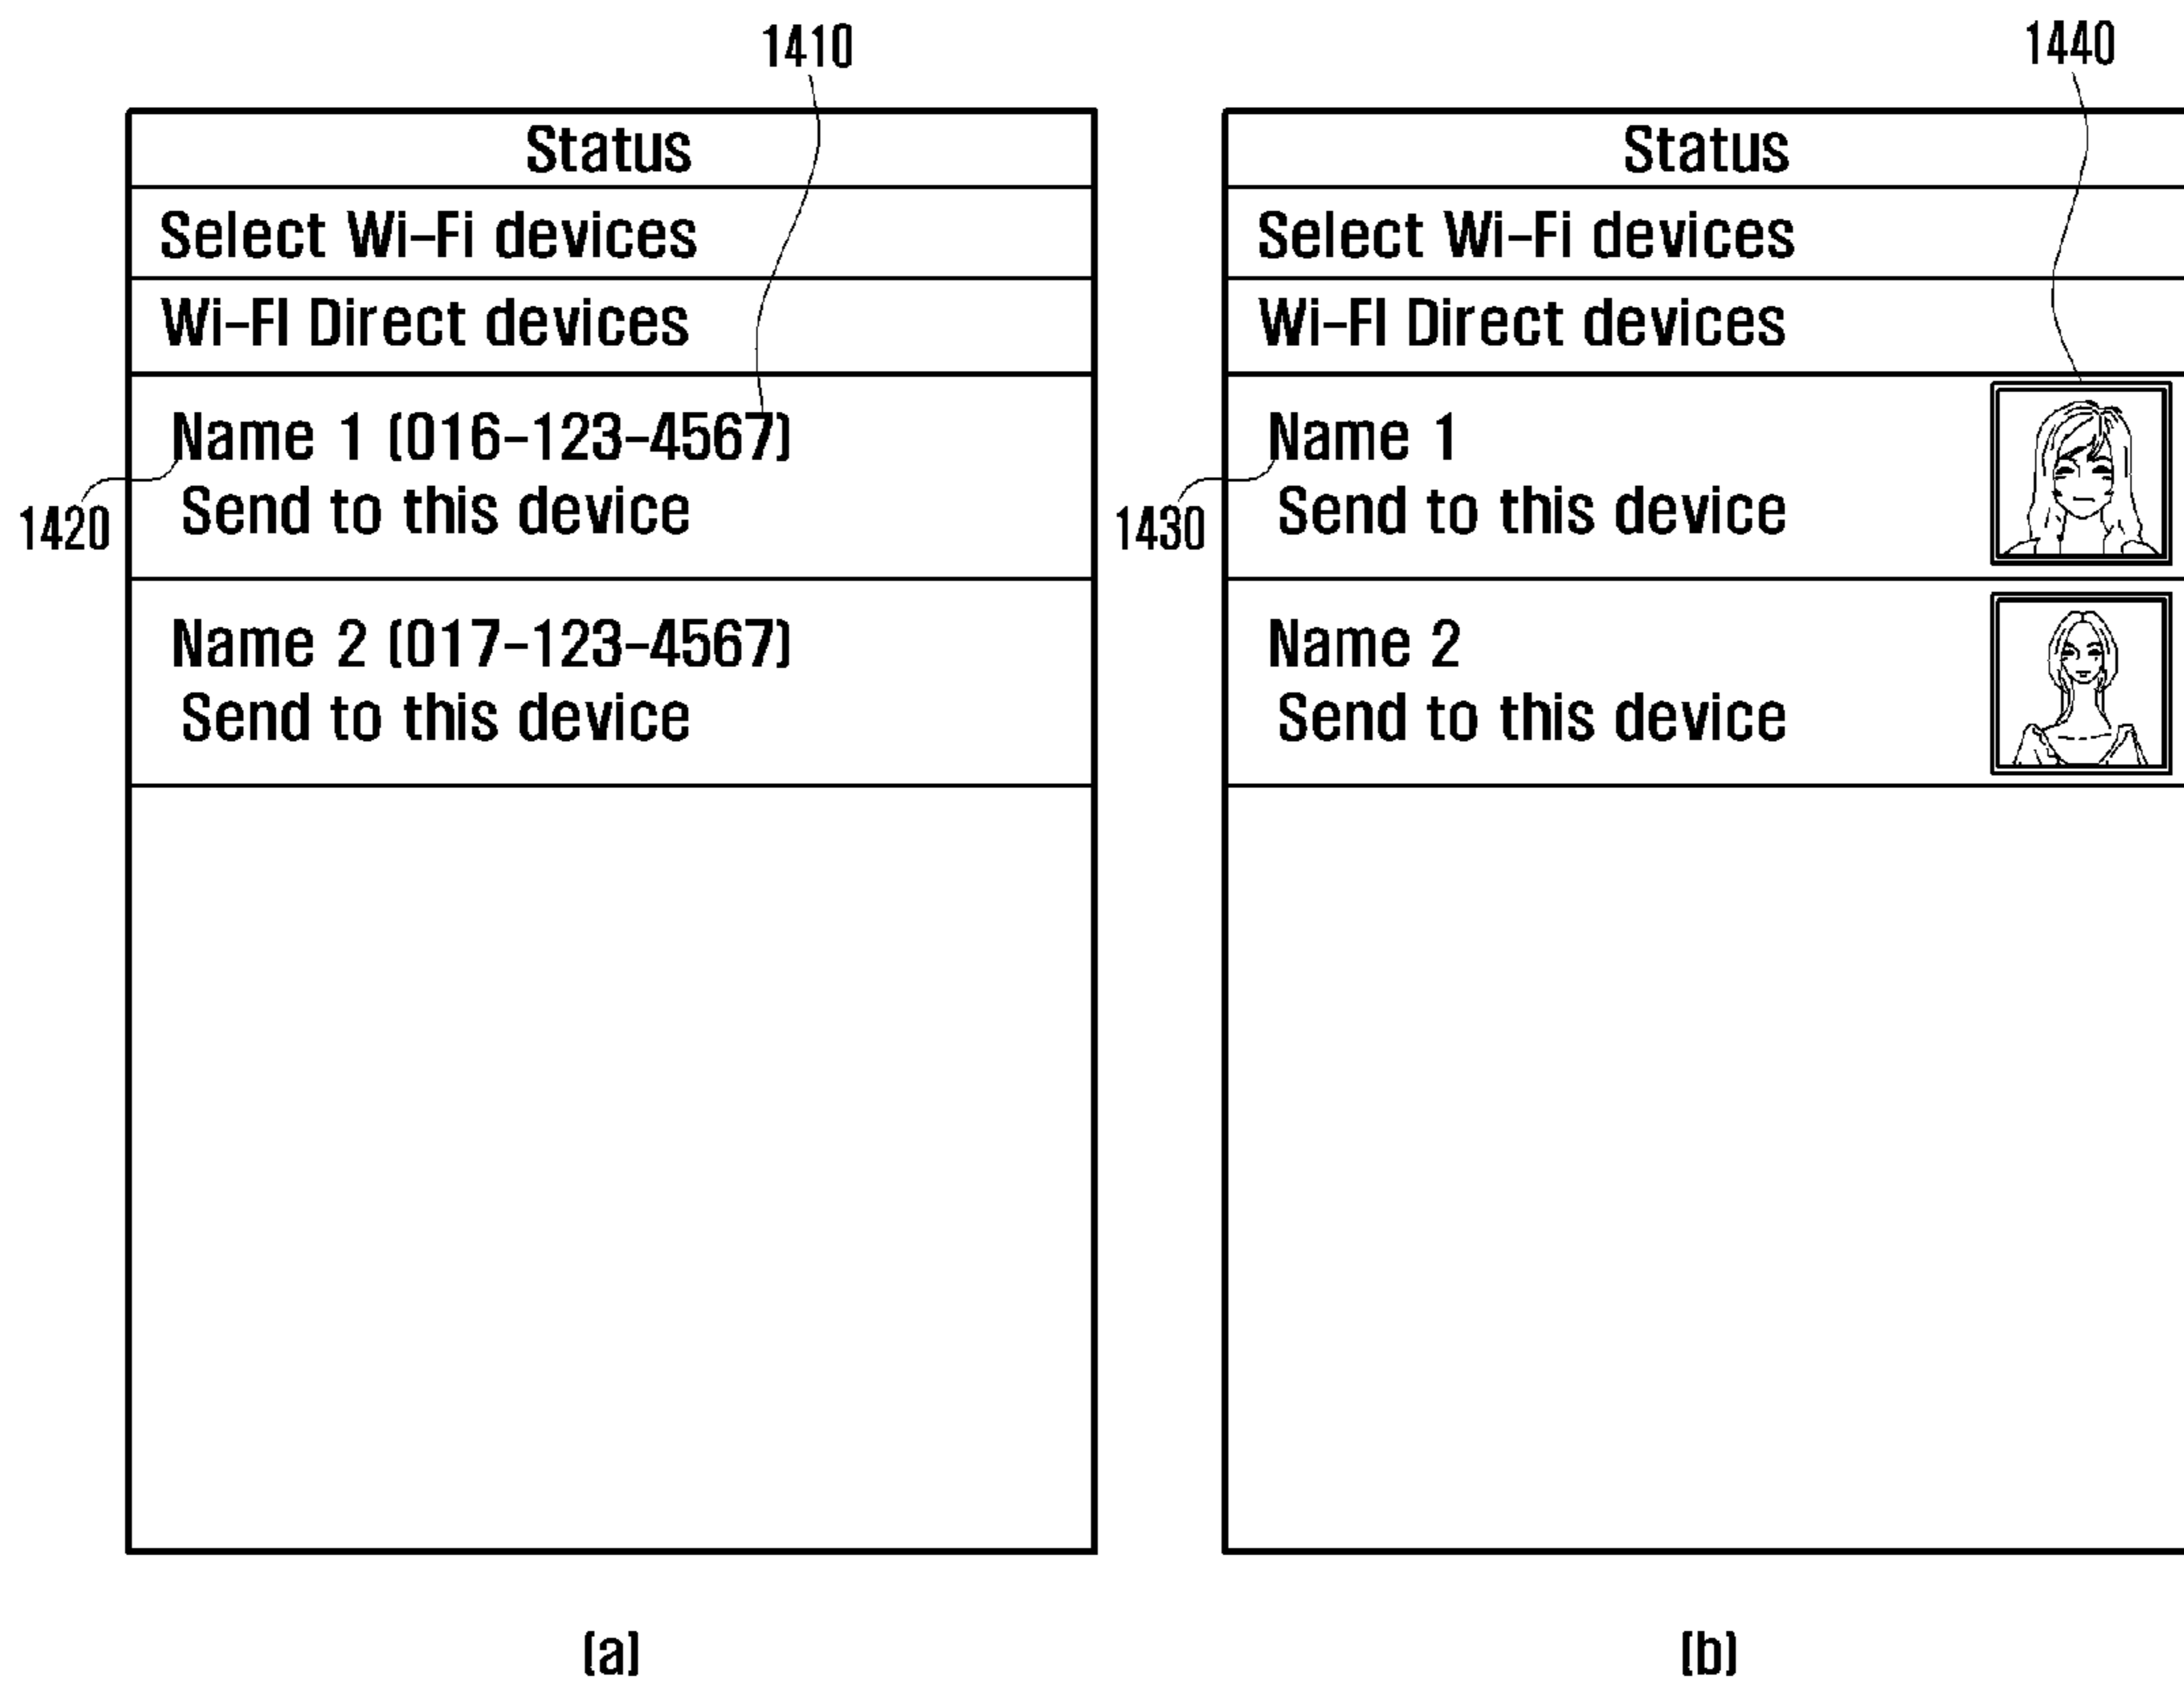 1410
Status
Select Wi-Fi devices
Wi-FI Direct devices
Name 1 (016-123-4567)
Send to this device
1420
Name 2 (017-123-4567)
Send to this device
(a)
1440
Status
Select Wi-Fi devices
Wi-FI Direct devices
Name 1
Send to this device
1430
Name 2
Send to this device
(b)